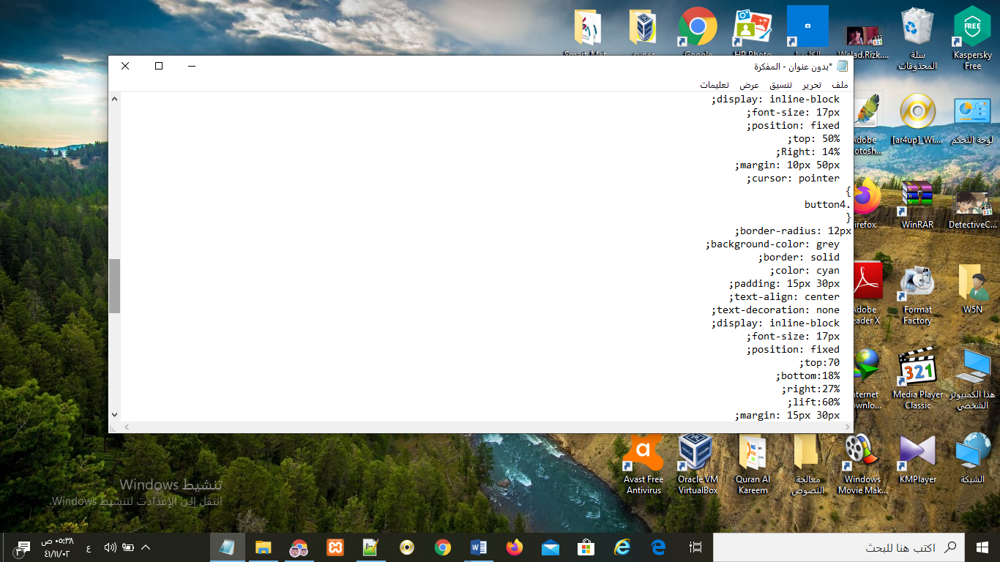 Smart Met...
cyner
Google
HP Photo
الكاميرا
Welad.Rizk....
سلة
المحذوفات
Kaspersky
Free
FREE
*بدون عنوان - المفكرة
ملف تحرير تنسيق عرض تعليمات
;display: inline-block
;font-size: 17px
;position: fixed
;top: 50%
;Right: 14%
;margin: 10px 50px
;cursor: pointer
{
button4.
}
;border-radius: 12px
;background-color: grey
;border: solid
;color: cyan
;padding: 15px 30px
;text-align: center
;text-decoration: none
;display: inline-block
;font-size: 17px
;position: fixed
;top:70
;bottom:18%
;right:27%
;lift:60%
;margin: 15px 30px
Adobe
Photosh...
[ar4up]_Wi....
لوحة التحكم
Firefox
WinRAR
DetectiveC...
Adobe
Reader X
Format
Factory
W5N
Internet
Downlo...
321
Media Player
Classic
هذا الكمبيوتر
الشخصي
Avast Free
Antivirus
Oracle VM
VirtualBox
Quran Al
Kareem
معالجة
النصوص
Windows
Movie Mak...
KMPlayer
الشبكة
تنشيط Windows
انتقل إلى الإعدادت لتنشيط Windows.
اكتب هنا للبحث
ع
٠٥:٣٨ ص
٤١/١١/٠٢
٣